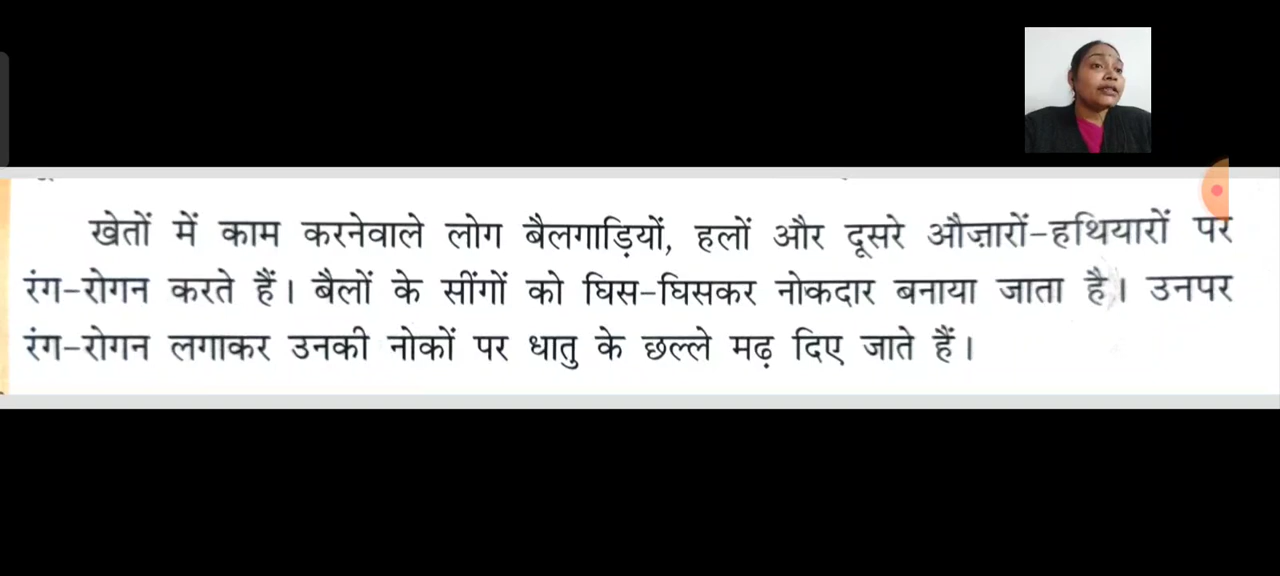 खेतों में काम करनेवाले लोग बैलगाड़ियों, हलों और दूसरे औज़ारों-हथियारों पर
रंग-रोगन करते हैं। बैलों के सींगों को घिस-घिसकर नोकदार बनाया जाता है। उनपर
रंग-रोगन लगाकर उनकी नोकों पर धातु के छल्ले मढ़ दिए जाते हैं।